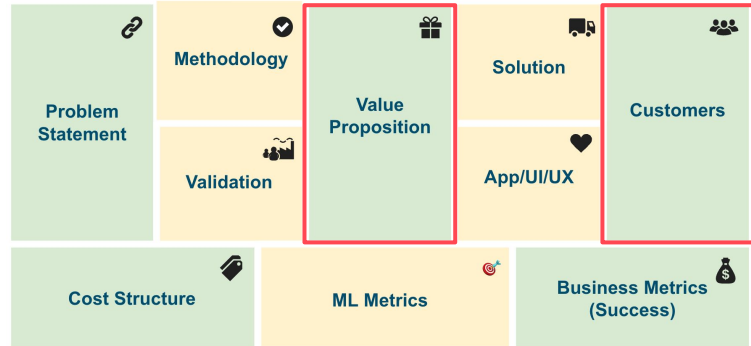 Problem
Statement
Methodology
Validation
Value
Proposition
Solution
App/UI/UX
Customers
Cost Structure
ML Metrics
Business Metrics
(Success)
$